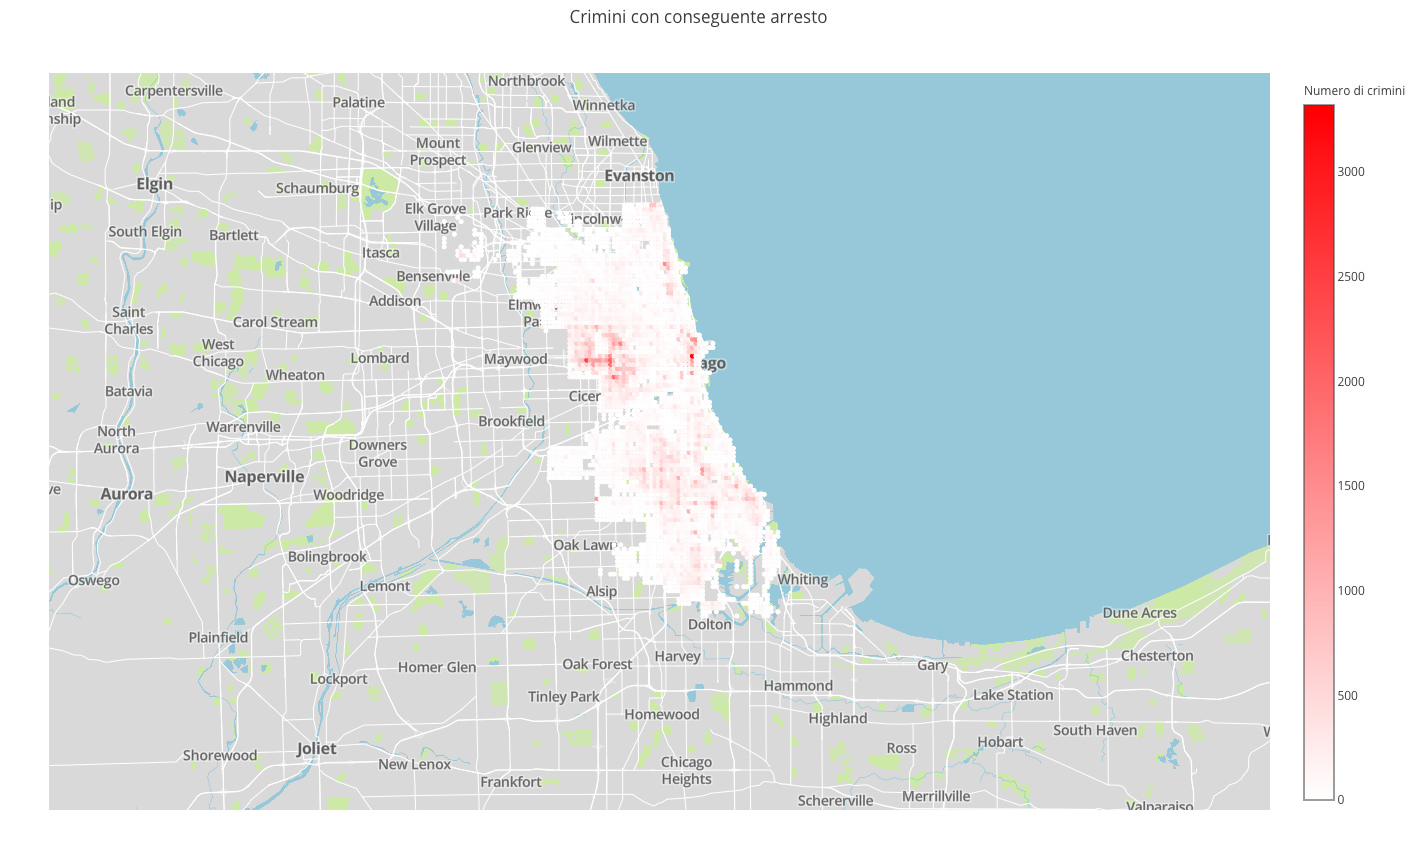 Crimini con conseguente arresto
Numero di crimini
3000
2500
2000
1500
1000
500
0
Northbrook
Carpentersville
Palatine
Winnetka
Mount
Prospect
Glenview
Wilmette
Elgin
Schaumburg
Evanston
Elk Grove
Village
South Elgin
Bartlett
Itasca
Bensenville
Addison
Saint
Charles
Carol Stream
West
Chicago
Lombard
Maywood
Wheaton
Batavia
Brookfield
Warrenville
North
Aurora
Downers
Grove
Naperville
Aurora
Woodridge
Bolingbrook
Oak Lawn
Oswego
Lemont
Alsip
Whiting
Dune Acres
Dolton
Plainfield
Harvey
Chesterton
Homer Glen
Oak Forest
Gary
Lockport
Hammond
Tinley Park
Lake Station
Homewood
Highland
South Haven
Joliet
Shorewood
Ross
Hobart
New Lenox
Chicago
Heights
Frankfort
Schererville
Merrillville
Valparaiso